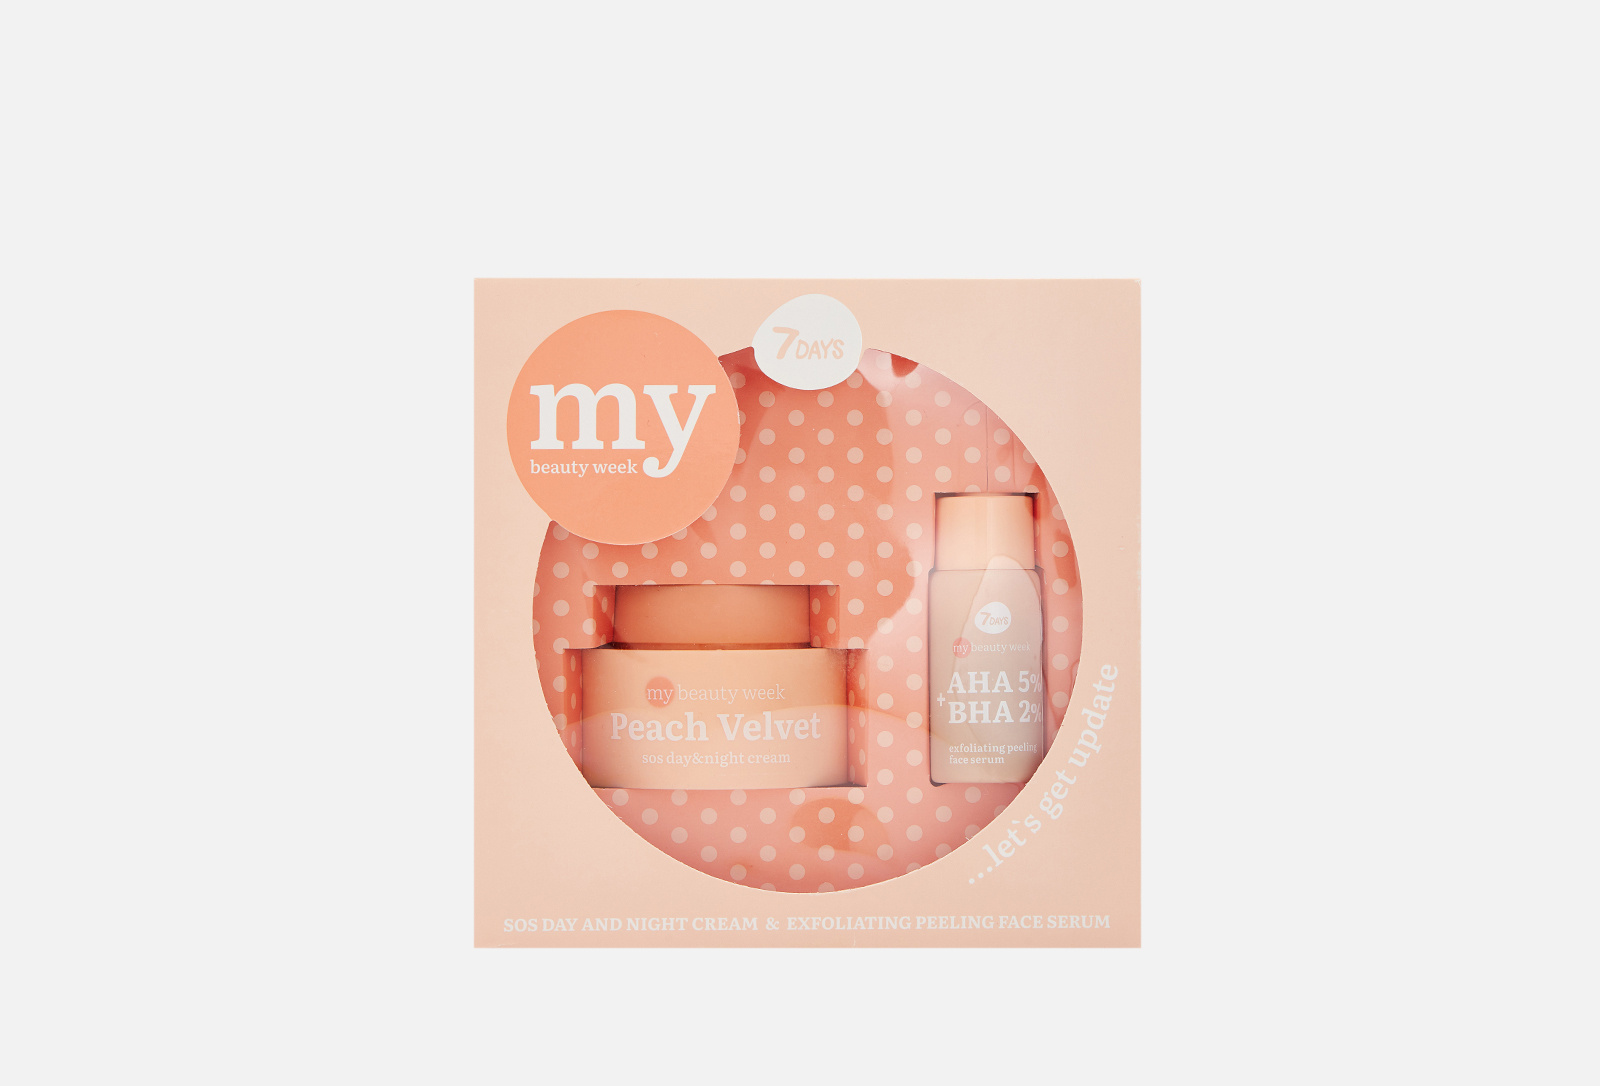 7DAYS
my
beauty week
my beauty week
Peach Velvet
sos day&night cream
7DAYS
my beauty week
AHA 5%
+BHA 2%
exfoliating peeling
face serum
...let`s get update
SOS DAY AND NIGHT CREAM & EXFOLIATING PEELING FACE SERUM